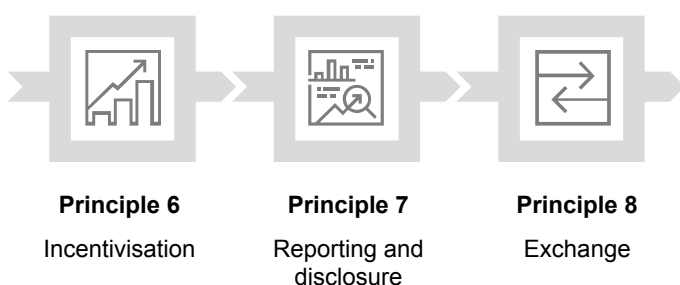 Principle 6
Incentivisation
Principle 7
Reporting and
disclosure
Principle 8
Exchange